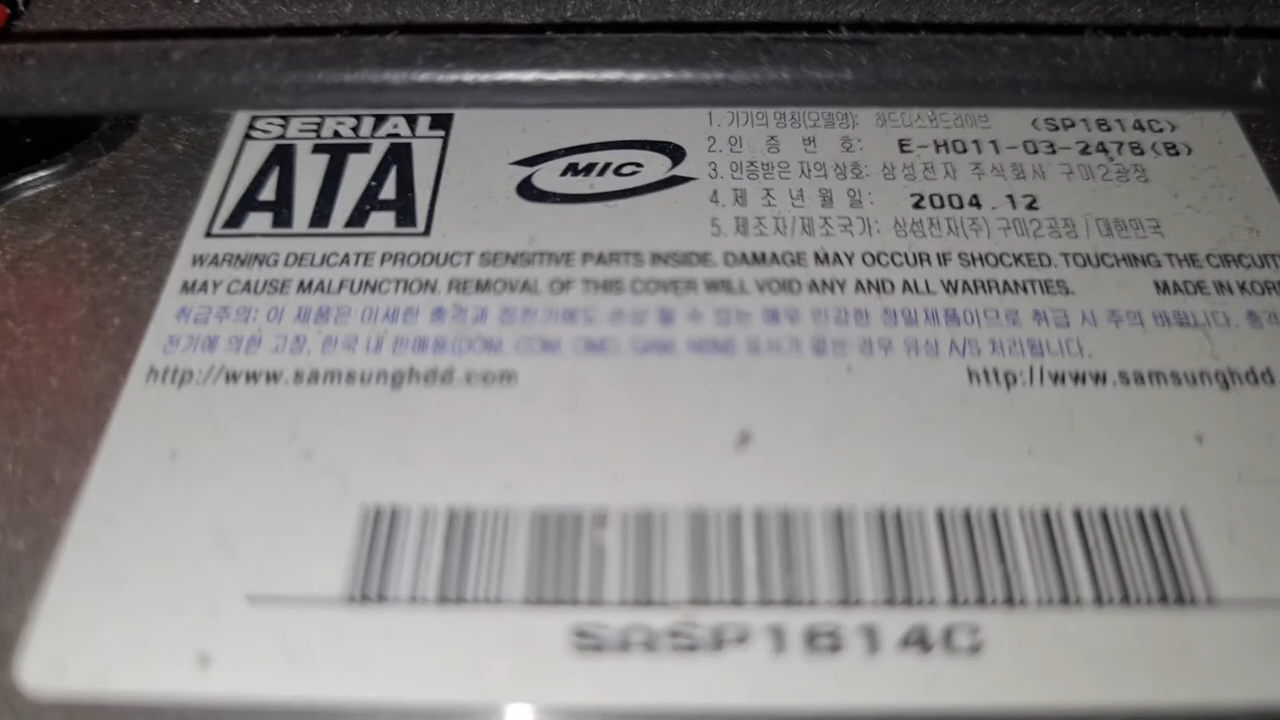 SERIAL
ATA
MIC
1. 기기의 명칭(모델명): 하드디스크드라이브 (SP1614C)
2. 인 증 번 호: E-H011-03-2478(B)
3. 인증받은 자의 상호: 삼성전자 주식회사 구미2공장
4. 제 조 년 월 일: 2004.12
5. 제조자/제조국가: 삼성전자(주) 구미2공장 / 대한민국
WARNING DELICATE PRODUCT SENSITIVE PARTS INSIDE. DAMAGE MAY OCCUR IF SHOCKED. TOUCHING THE CIRCUIT
MAY CAUSE MALFUNCTION. REMOVAL OF THIS COVER WILL VOID ANY AND ALL WARRANTIES. MADE IN KOR
취급주의: 이 제품은 미세한 충격과 정전기에도 손상 될 수 있는 매우 민감한 정밀제품이므로 취급 시 주의 바랍니다. 충격
전기에 의한 고장, 한국 내 판매용 표시가 없는 경우 유상 A/S 처리됩니다.
http://www.samsunghdd.com http://www.samsunghdd
SASP1614C